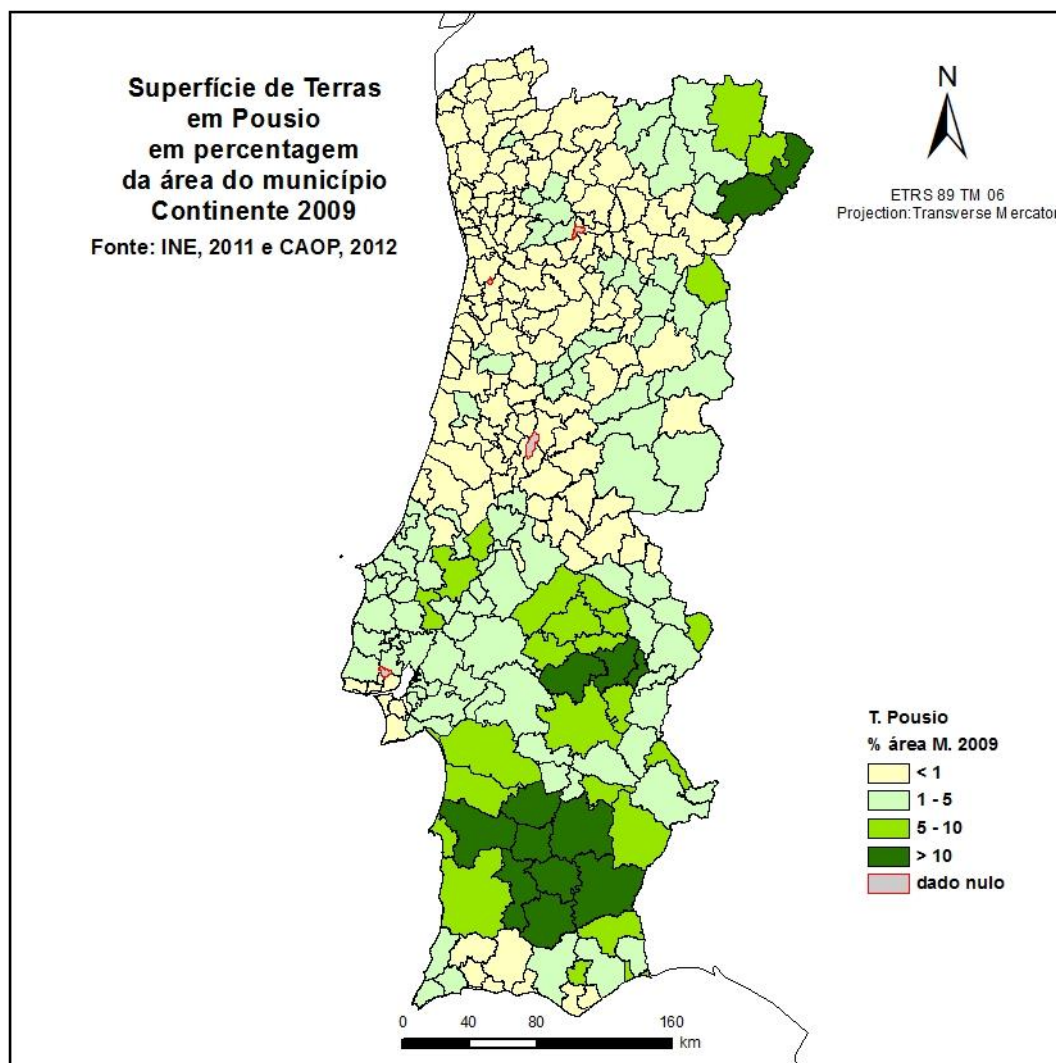 Superfície de Terras
em Pousio
em percentagem
da área do município
Continente 2009
Fonte: INE, 2011 e CAOP, 2012
N
ETRS 89 TM 06
Projection: Transverse Mercator
T. Pousio
% área M. 2009
< 1
1 - 5
5 - 10
> 10
dado nulo
0 40 80 160
km